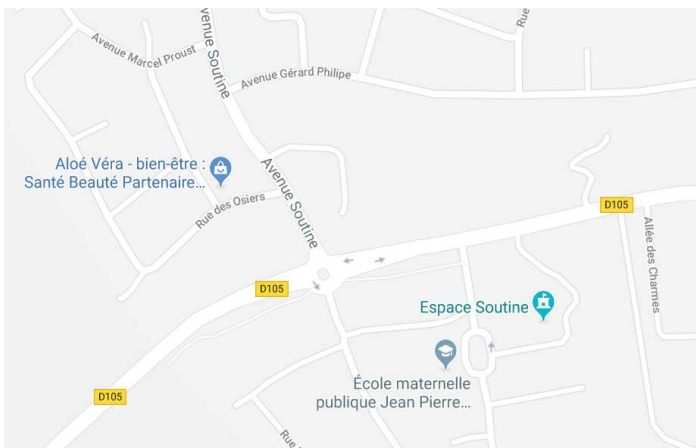 Rue
Avenue Marcel Proust
venue Soutine
Avenue Gérard Philipe
Aloé Véra - bien-être :
Santé Beauté Partenaire...
Avenue Soutine
Rue des Osiers
D105
Allée des Charmes
D105
Espace Soutine
École maternelle
publique Jean Pierre...
D105
Rue